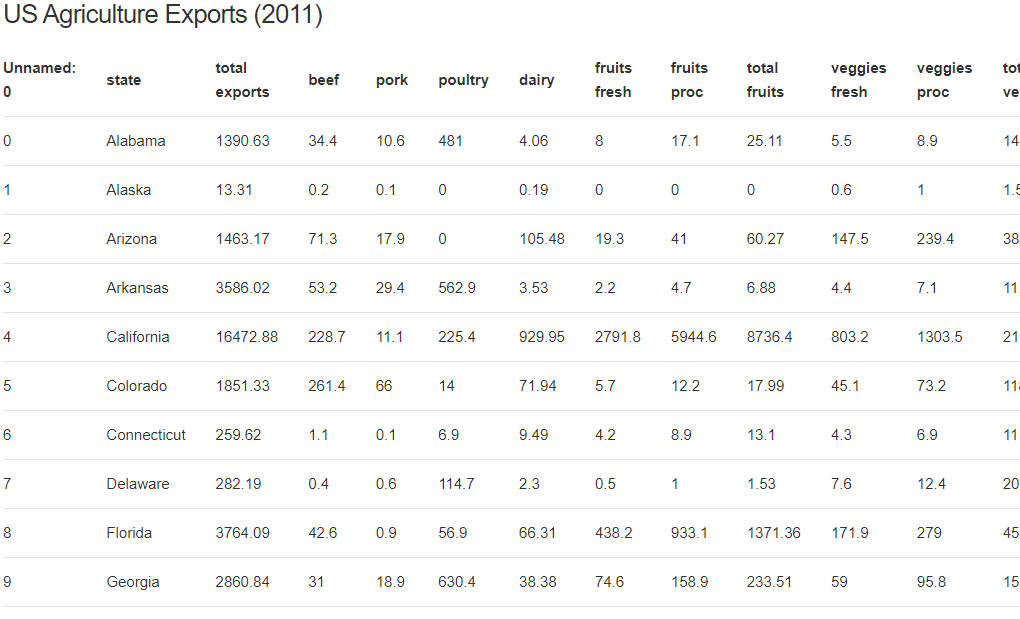 US Agriculture Exports (2011)
Unnamed: 0 state total exports beef pork poultry dairy fruits fresh fruits proc total fruits veggies fresh veggies proc
0 Alabama 1390.63 34.4 10.6 481 4.06 8 17.1 25.11 5.5 8.9 14
1 Alaska 13.31 0.2 0.1 0 0.19 0 0 0 0.6 1 1.5
2 Arizona 1463.17 71.3 17.9 0 105.48 19.3 41 60.27 147.5 239.4 38
3 Arkansas 3586.02 53.2 29.4 562.9 3.53 2.2 4.7 6.88 4.4 7.1 11
4 California 16472.88 228.7 11.1 225.4 929.95 2791.8 5944.6 8736.4 803.2 1303.5 21
5 Colorado 1851.33 261.4 66 14 71.94 5.7 12.2 17.99 45.1 73.2 118
6 Connecticut 259.62 1.1 0.1 6.9 9.49 4.2 8.9 13.1 4.3 6.9 11
7 Delaware 282.19 0.4 0.6 114.7 2.3 0.5 1 1.53 7.6 12.4 20
8 Florida 3764.09 42.6 0.9 56.9 66.31 438.2 933.1 1371.36 171.9 279 45
9 Georgia 2860.84 31 18.9 630.4 38.38 74.6 158.9 233.51 59 95.8 15